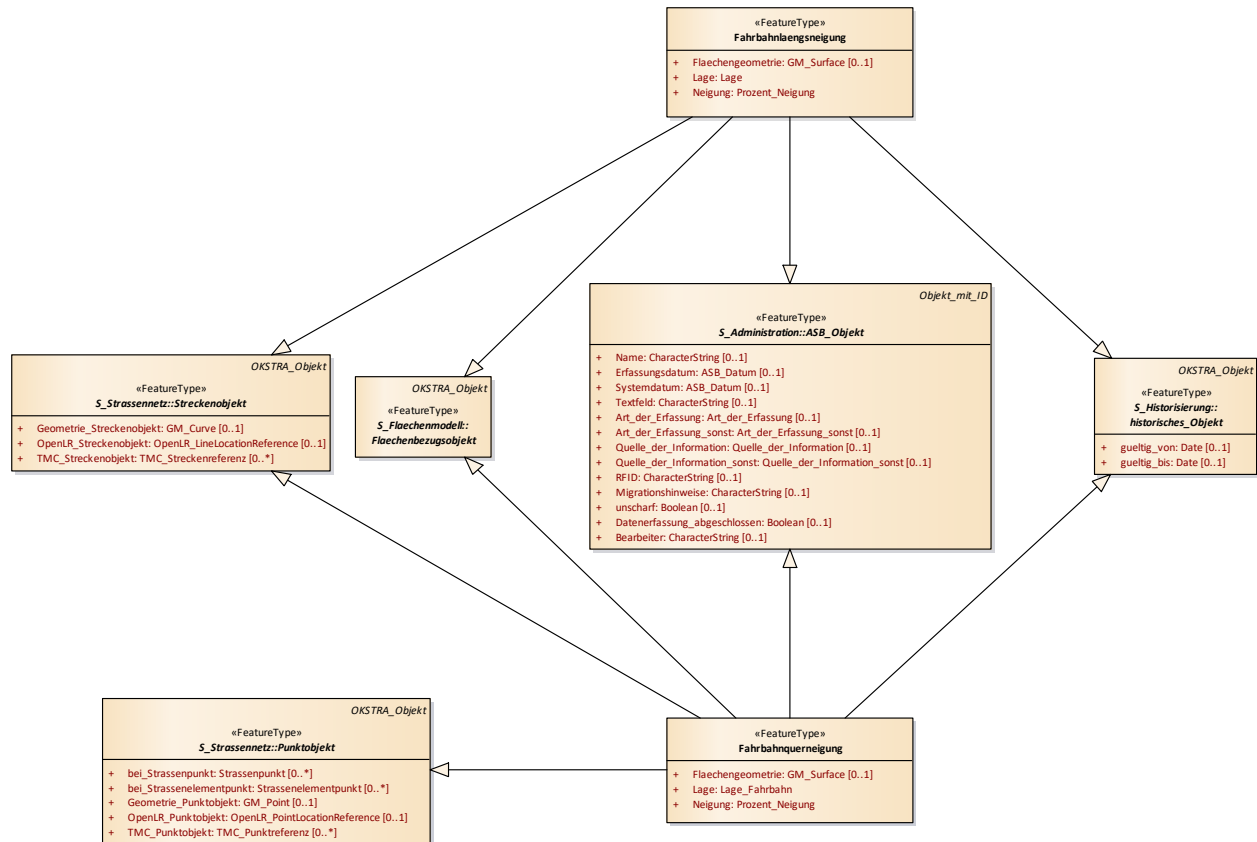 «FeatureType»
Fahrbahnlaengsneigung
+ Flaechengeometrie: GM_Surface [0..1]
+ Lage: Lage
+ Neigung: Prozent_Neigung
Objekt_mit_ID
«FeatureType»
S_Administration::ASB_Objekt
+ Name: CharacterString [0..1]
+ Erfassungsdatum: ASB_Datum [0..1]
+ Systemdatum: ASB_Datum [0..1]
+ Textfeld: CharacterString [0..1]
+ Art_der_Erfassung: Art_der_Erfassung [0..1]
+ Art_der_Erfassung_sonst: Art_der_Erfassung_sonst [0..1]
+ Quelle_der_Information: Quelle_der_Information [0..1]
+ Quelle_der_Information_sonst: Quelle_der_Information_sonst [0..1]
+ RFID: CharacterString [0..1]
+ Migrationshinweise: CharacterString [0..1]
+ unscharf: Boolean [0..1]
+ Datenerfassung_abgeschlossen: Boolean [0..1]
+ Bearbeiter: CharacterString [0..1]
OKSTRA_Objekt
«FeatureType»
S_Strassennetz::Streckenobjekt
+ Geometrie_Streckenobjekt: GM_Curve [0..1]
+ OpenLR_Streckenobjekt: OpenLR_LineLocationReference [0..1]
+ TMC_Streckenobjekt: TMC_Streckenreferenz [0..*]
OKSTRA_Objekt
«FeatureType»
S_Flaechenmodell::
Flaechenbezugsobjekt
OKSTRA_Objekt
«FeatureType»
S_Historisierung::
historisches_Objekt
+ gueltig_von: Date [0..1]
+ gueltig_bis: Date [0..1]
OKSTRA_Objekt
«FeatureType»
S_Strassennetz::Punktobjekt
+ bei_Strassenpunkt: Strassenpunkt [0..*]
+ bei_Strassenelementpunkt: Strassenelementpunkt [0..*]
+ Geometrie_Punktobjekt: GM_Point [0..1]
+ OpenLR_Punktobjekt: OpenLR_PointLocationReference [0..1]
+ TMC_Punktobjekt: TMC_Punktreferenz [0..*]
«FeatureType»
Fahrbahnquerneigung
+ Flaechengeometrie: GM_Surface [0..1]
+ Lage: Lage_Fahrbahn
+ Neigung: Prozent_Neigung